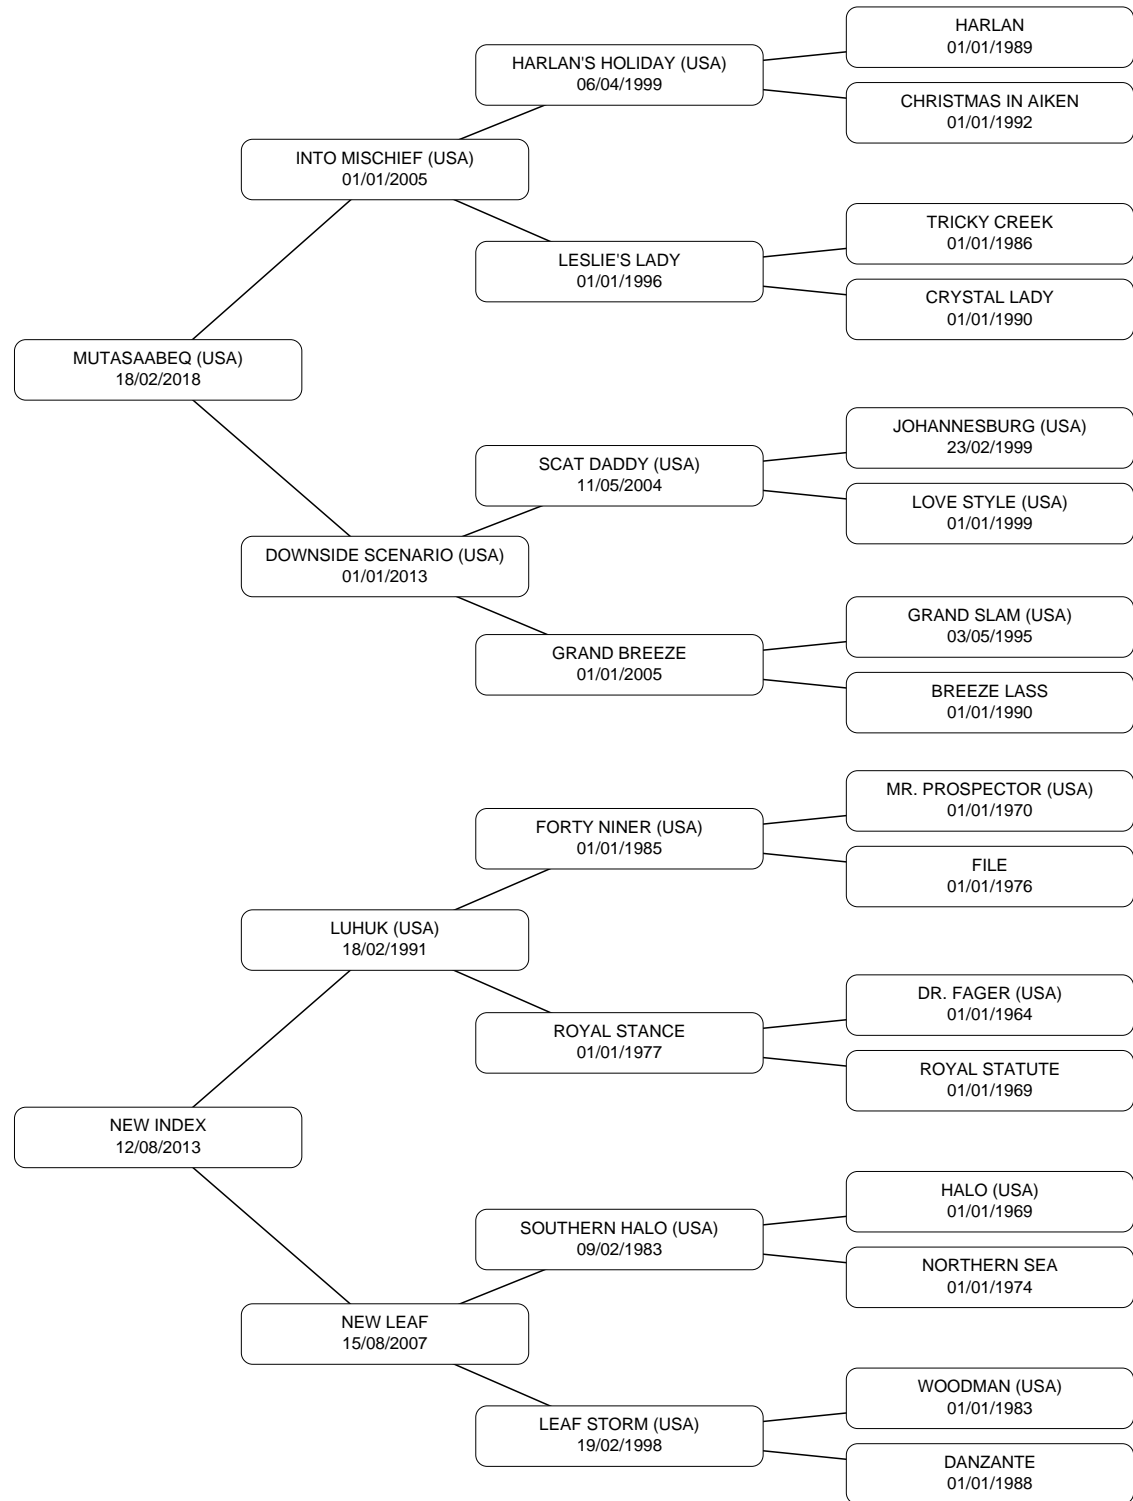 HARLAN
01/01/1989
HARLAN'S HOLIDAY (USA)
06/04/1999
CHRISTMAS IN AIKEN
01/01/1992
INTO MISCHIEF (USA)
01/01/2005
TRICKY CREEK
01/01/1986
LESLIE'S LADY
01/01/1996
CRYSTAL LADY
01/01/1990
MUTASAABEQ (USA)
18/02/2018
JOHANNESBURG (USA)
23/02/1999
SCAT DADDY (USA)
11/05/2004
LOVE STYLE (USA)
01/01/1999
DOWNSIDE SCENARIO (USA)
01/01/2013
GRAND SLAM (USA)
03/05/1995
GRAND BREEZE
01/01/2005
BREEZE LASS
01/01/1990
MR. PROSPECTOR (USA)
01/01/1970
FORTY NINER (USA)
01/01/1985
FILE
01/01/1976
LUHUK (USA)
18/02/1991
DR. FAGER (USA)
01/01/1964
ROYAL STANCE
01/01/1977
ROYAL STATUTE
01/01/1969
NEW INDEX
12/08/2013
HALO (USA)
01/01/1969
SOUTHERN HALO (USA)
09/02/1983
NORTHERN SEA
01/01/1974
NEW LEAF
15/08/2007
WOODMAN (USA)
01/01/1983
LEAF STORM (USA)
19/02/1998
DANZANTE
01/01/1988